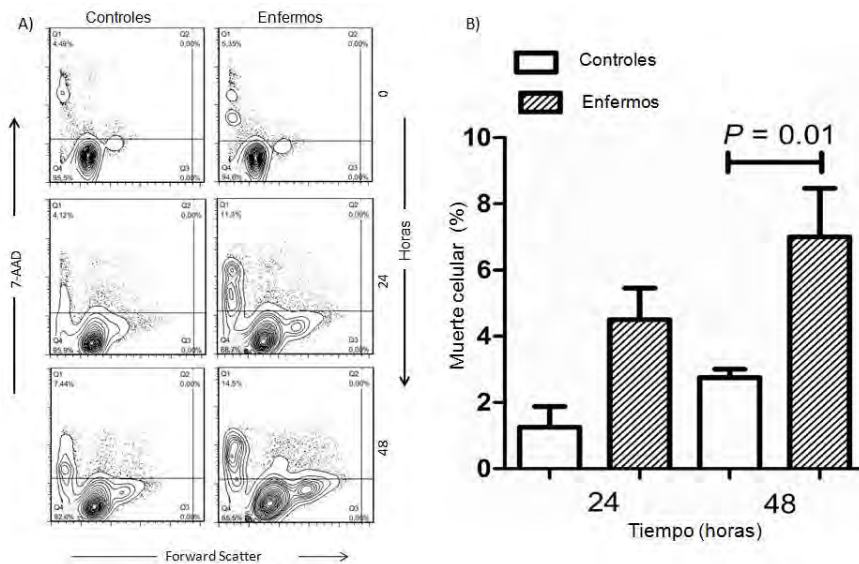 A)
Controles
Enfermos
Q1
4,48%
Q2
0,00%
Q4
95,5%
Q3
0,00%
Q1
5,35%
Q2
0,00%
Q4
94,6%
Q3
0,00%
0
Q1
4,12%
Q2
0,00%
Q4
95,9%
Q3
0,00%
Q1
11,3%
Q2
0,00%
Q4
88,7%
Q3
0,00%
24
Q1
7,44%
Q2
0,00%
Q4
92,6%
Q3
0,00%
Q1
14,5%
Q2
0,00%
Q4
85,5%
Q3
0,00%
48
7-AAD
Horas
Forward Scatter
B)
Controles
Enfermos
P = 0.01
10
8
6
4
2
0
Muerte celular (%)
24
48
Tiempo (horas)